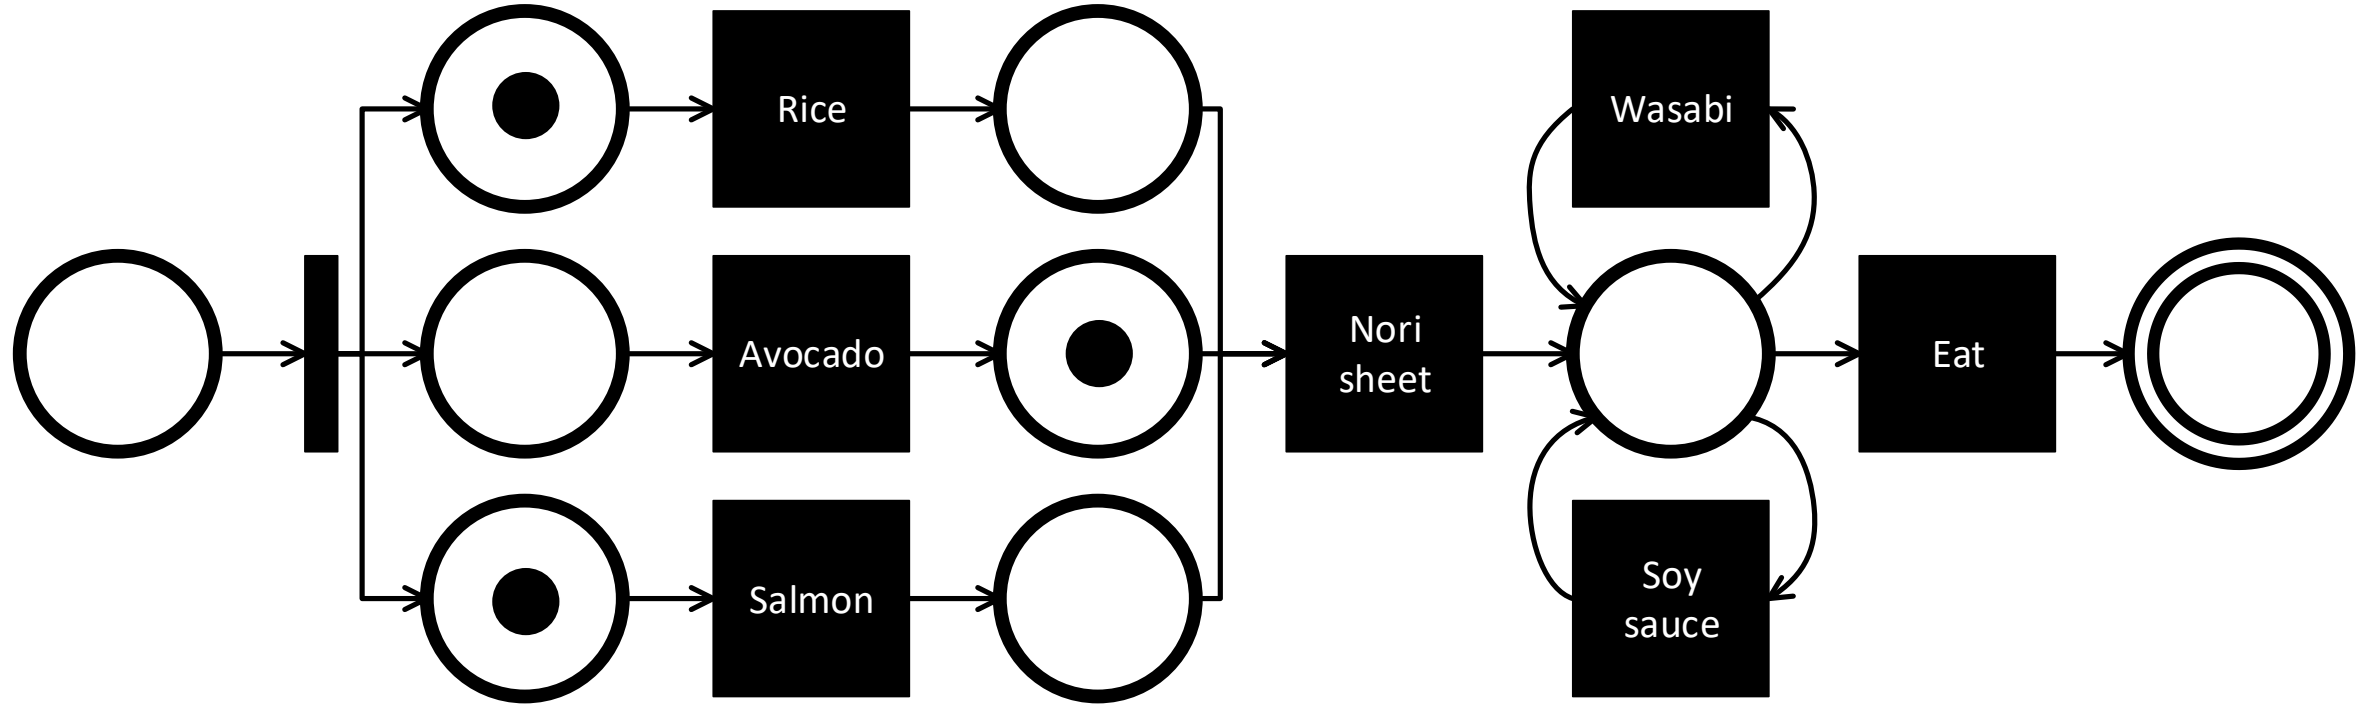 Rice
Wasabi
Avocado
Nori
sheet
Eat
Salmon
Soy
sauce